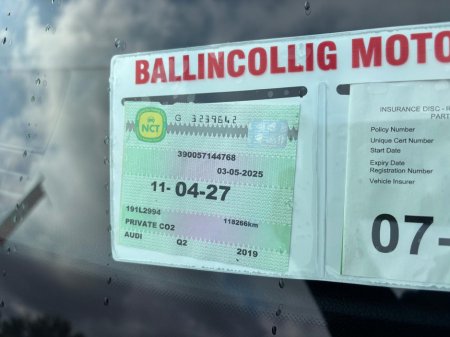 BALLINCOLLIG MOTO
G 3239642
NCT
390057144768
03-05-2025
11- 04-27
191L2994
118266km
PRIVATE CO2
AUDI Q2 2019
INSURANCE DISC -
PART
Policy Number
Unique Cert Number
Start Date
Expiry Date
Registration Number
Vehicle Insurer
07-